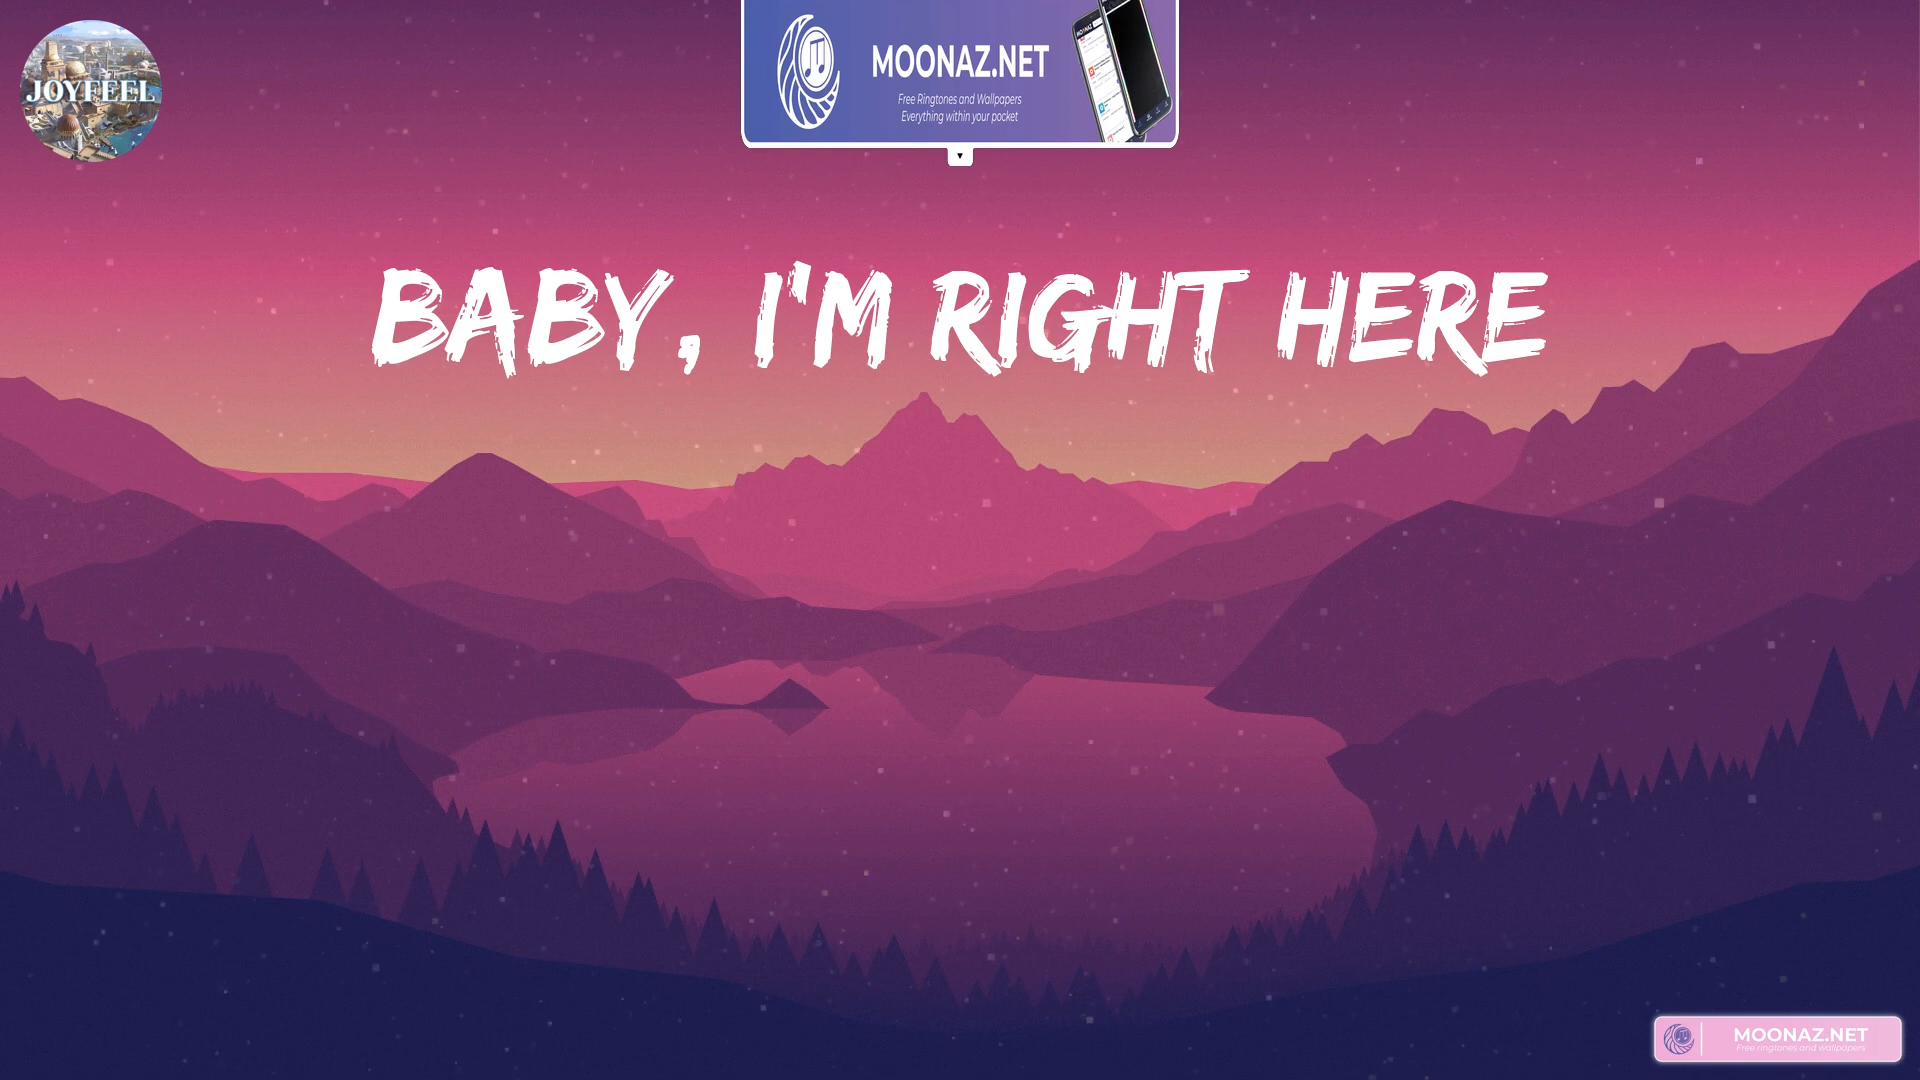 JOYFEEL
MOONAZ.NET
Free Ringtones and Wallpapers
Everything within your pocket
BABY, I'M RIGHT HERE
MOONAZ.NET
Free ringtones and wallpapers